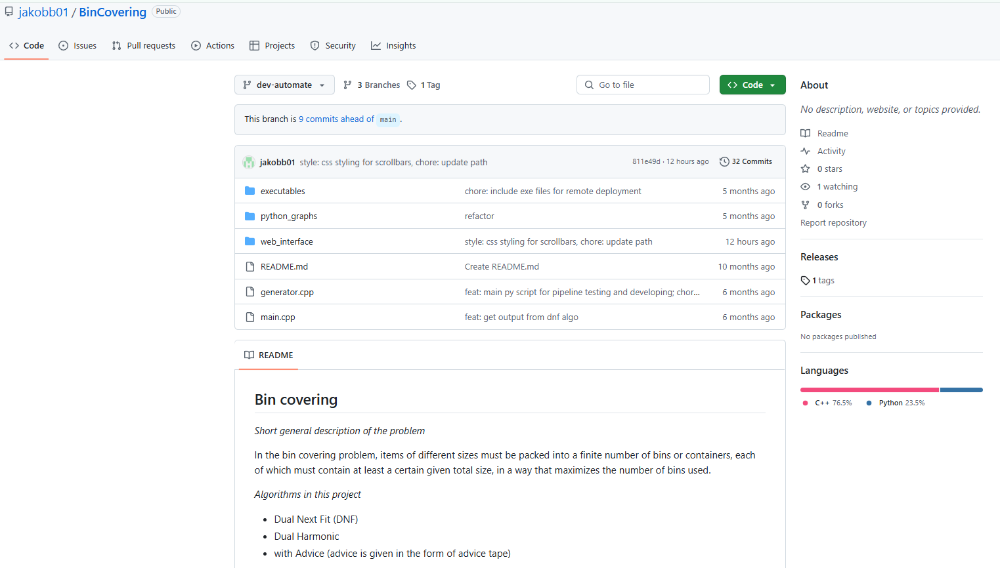 jakobb01 / BinCovering Public
Code Issues Pull requests Actions Projects Security Insights
dev-automate 3 Branches 1 Tag Go to file Code
This branch is 9 commits ahead of main .
jakobb01 style: css styling for scrollbars, chore: update path 811e49d · 12 hours ago 32 Commits
executables chore: include exe files for remote deployment 5 months ago
python_graphs refactor 5 months ago
web_interface style: css styling for scrollbars, chore: update path 12 hours ago
README.md Create README.md 10 months ago
generator.cpp feat: main py script for pipeline testing and developing; chor... 6 months ago
main.cpp feat: get output from dnf algo 6 months ago
README
Bin covering
Short general description of the problem
In the bin covering problem, items of different sizes must be packed into a finite number of bins or containers, each
of which must contain at least a certain given total size, in a way that maximizes the number of bins used.
Algorithms in this project
• Dual Next Fit (DNF)
• Dual Harmonic
• with Advice (advice is given in the form of advice tape)
About
No description, website, or topics provided.
Readme
Activity
0 stars
1 watching
0 forks
Report repository
Releases
1 tags
Packages
No packages published
Languages
C++ 76.5% Python 23.5%